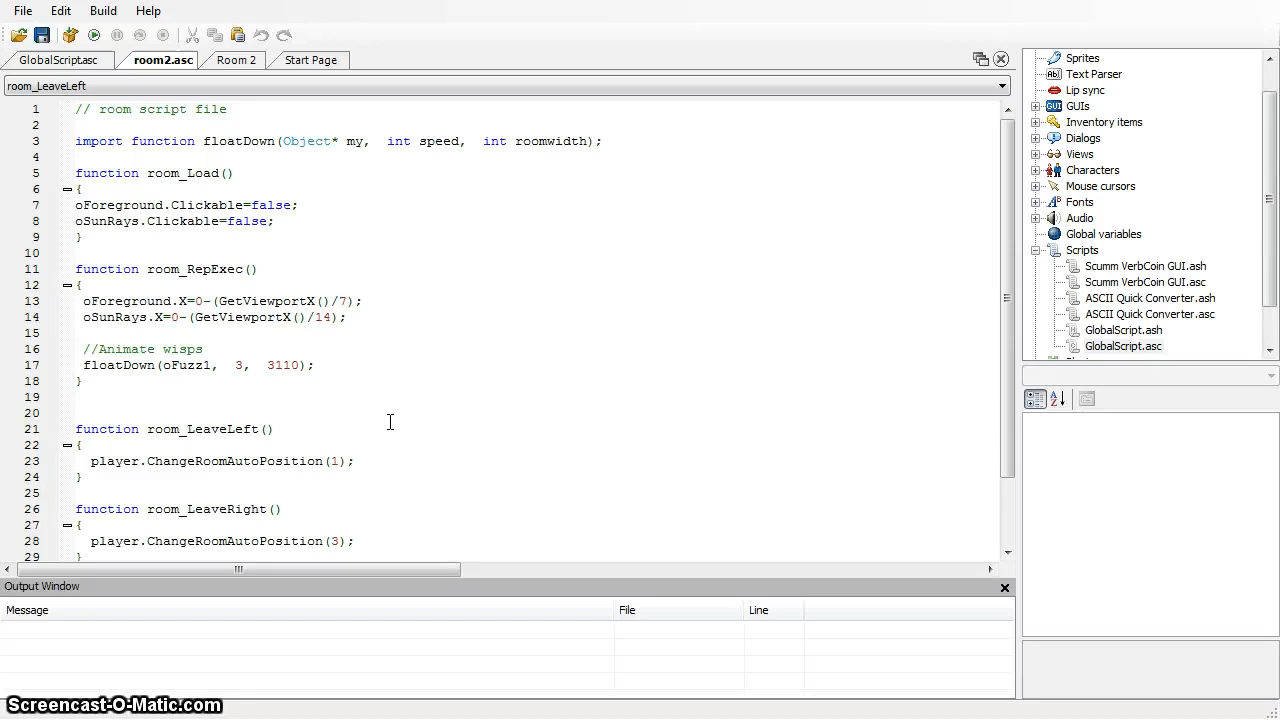 File Edit Build Help
GlobalScript.asc room2.asc Room 2 Start Page
room_LeaveLeft
1 // room script file
2
3 import function floatDown(Object* my, int speed, int roomwidth);
4
5 function room_Load()
6 {
7 oForeground.Clickable=false;
8 oSunRays.Clickable=false;
9 }
10
11 function room_RepExec()
12 {
13 oForeground.X=0-(GetViewportX()/7);
14 oSunRays.X=0-(GetViewportX()/14);
15
16 //Animate wisps
17 floatDown(oFuzz1, 3, 3110);
18 }
19
20
21 function room_LeaveLeft()
22 {
23 player.ChangeRoomAutoPosition(1);
24 }
25
26 function room_LeaveRight()
27 {
28 player.ChangeRoomAutoPosition(3);
29 }
Sprites
Text Parser
Lip sync
GUIs
Inventory items
Dialogs
Views
Characters
Mouse cursors
Fonts
Audio
Global variables
Scripts
Scumm VerbCoin GUI.ash
Scumm VerbCoin GUI.asc
ASCII Quick Converter.ash
ASCII Quick Converter.asc
GlobalScript.ash
GlobalScript.asc
Output Window
Message File Line
Screencast-O-Matic.com